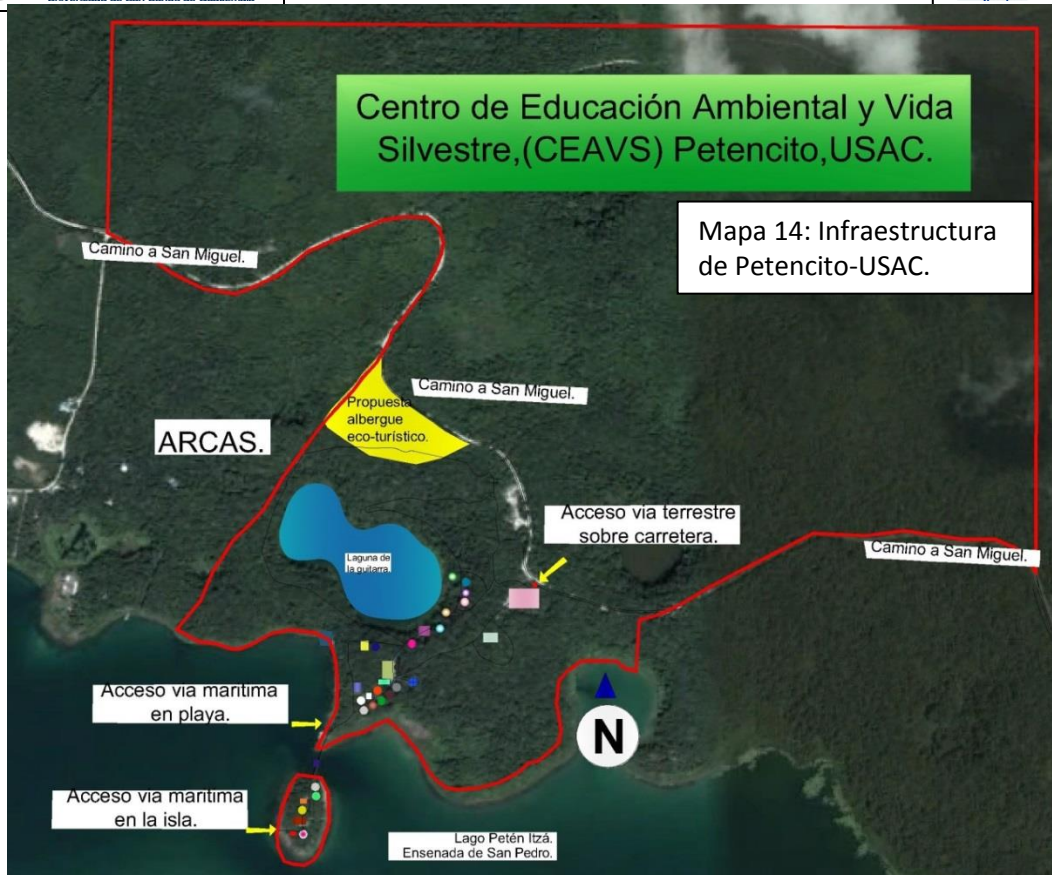 Centro de Educación Ambiental y Vida
Silvestre,(CEAVS) Petencito,USAC.
Mapa 14: Infraestructura
de Petencito-USAC.
Camino a San Miguel.
Camino a San Miguel.
Propuesta
albergue
eco-turístico.
ARCAS.
Acceso via terrestre
sobre carretera.
Camino a San Miguel.
Laguna de
la guitarra.
Acceso via marítima
en playa.
N
Acceso via marítima
en la isla.
Lago Petén Itzá.
Ensenada de San Pedro.